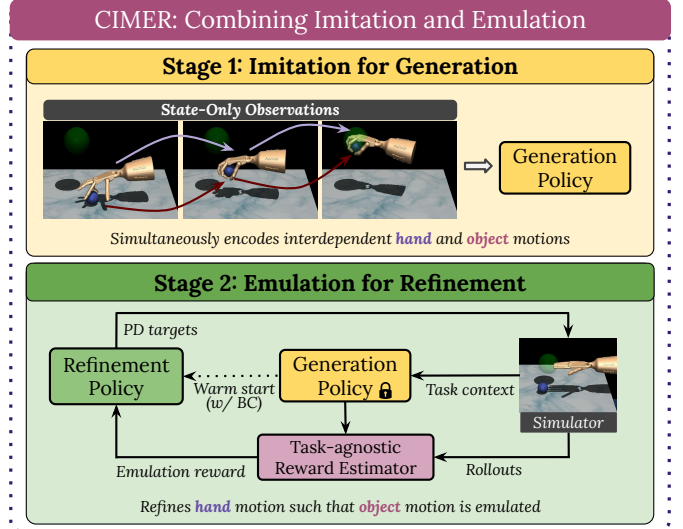 CIMER: Combining Imitation and Emulation
Stage 1: Imitation for Generation
State-Only Observations
Generation
Policy
Simultaneously encodes interdependent hand and object motions
Stage 2: Emulation for Refinement
PD targets
Refinement
Policy
Warm start
(w/ BC)
Generation
Policy
Task context
Simulator
Task-agnostic
Reward Estimator
Emulation reward
Rollouts
Refines hand motion such that object motion is emulated